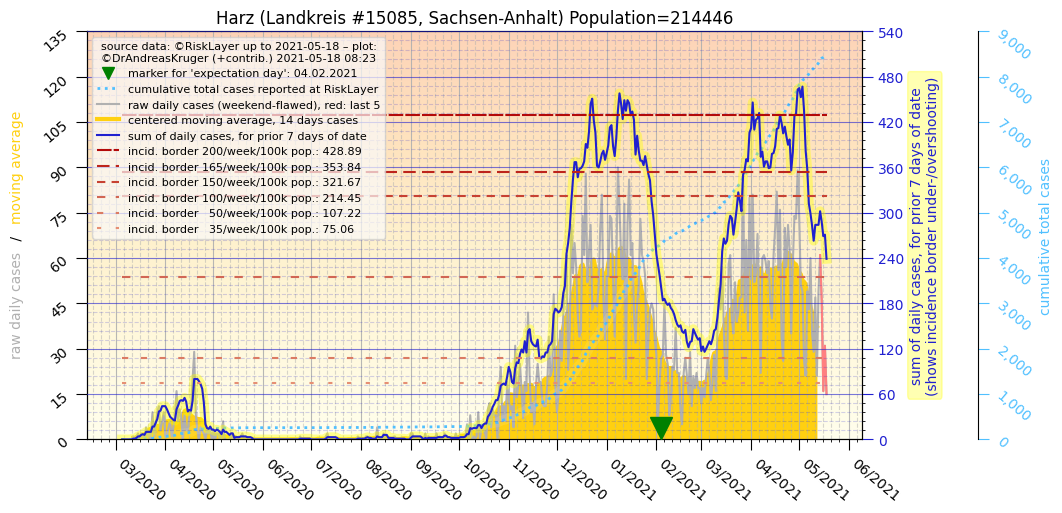 Harz (Landkreis #15085, Sachsen-Anhalt) Population=214446
source data: ©RiskLayer up to 2021-05-18 – plot:
©DrAndreasKruger (+contrib.) 2021-05-18 08:23
marker for 'expectation day': 04.02.2021
cumulative total cases reported at RiskLayer
raw daily cases (weekend-flawed), red: last 5
centered moving average, 14 days cases
sum of daily cases, for prior 7 days of date
incid. border 200/week/100k pop.: 428.89
incid. border 165/week/100k pop.: 353.84
incid. border 150/week/100k pop.: 321.67
incid. border 100/week/100k pop.: 214.45
incid. border 50/week/100k pop.: 107.22
incid. border 35/week/100k pop.: 75.06
raw daily cases / moving average
135
120
105
90
75
60
45
30
15
0
03/2020
04/2020
05/2020
06/2020
07/2020
08/2020
09/2020
10/2020
11/2020
12/2020
01/2021
02/2021
03/2021
04/2021
05/2021
06/2021
540
480
420
360
300
240
180
120
60
0
sum of daily cases, for prior 7 days of date
(shows incidence border under-/overshooting)
9,000
8,000
7,000
6,000
5,000
4,000
3,000
2,000
1,000
0
cumulative total cases